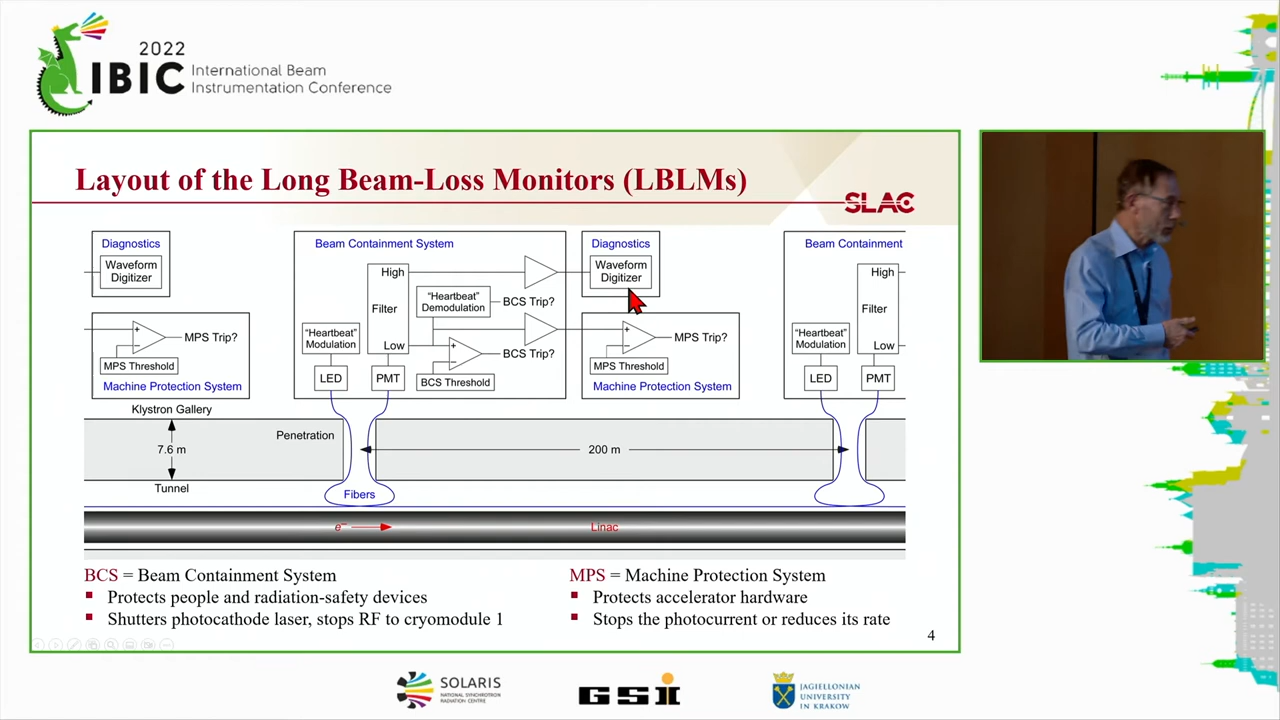 2022
IBIC
International Beam
Instrumentation Conference
Layout of the Long Beam-Loss Monitors (LBLMs)
SLAC
Diagnostics
Waveform
Digitizer
MPS Trip?
+
−
MPS Threshold
Machine Protection System
Beam Containment System
High
Filter
Low
"Heartbeat"
Modulation
LED
PMT
"Heartbeat"
Demodulation
BCS Trip?
+
−
BCS Trip?
BCS Threshold
Diagnostics
Waveform
Digitizer
+
−
MPS Trip?
MPS Threshold
Machine Protection System
Beam Containment
High
Filter
Low
"Heartbeat"
Modulation
LED
PMT
Klystron Gallery
7.6 m
Tunnel
Penetration
200 m
Fibers
e−
Linac
BCS = Beam Containment System
▪ Protects people and radiation-safety devices
▪ Shutters photocathode laser, stops RF to cryomodule 1
MPS = Machine Protection System
▪ Protects accelerator hardware
▪ Stops the photocurrent or reduces its rate
4
SOLARIS
NATIONAL SYNCHROTRON
RADIATION CENTRE
GSI
JAGIELLONIAN
UNIVERSITY
IN KRAKOW